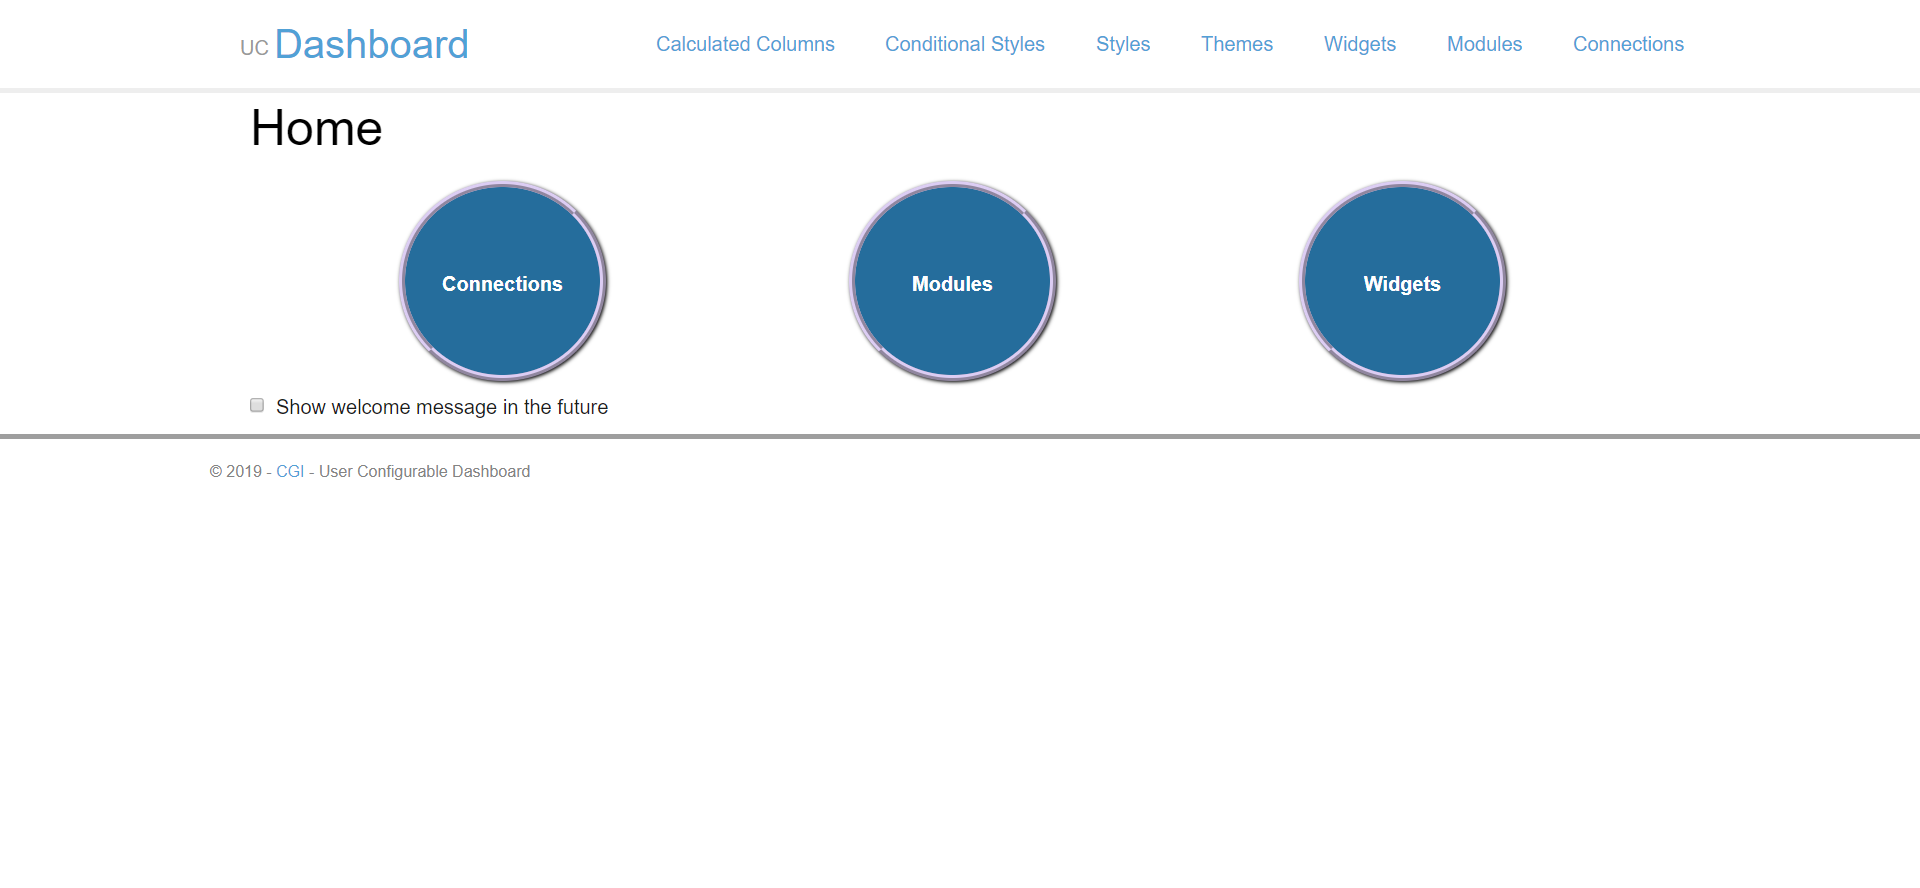 UC Dashboard Calculated Columns Conditional Styles Styles Themes Widgets Modules Connections
Home
Connections Modules Widgets
Show welcome message in the future
© 2019 - CGI - User Configurable Dashboard